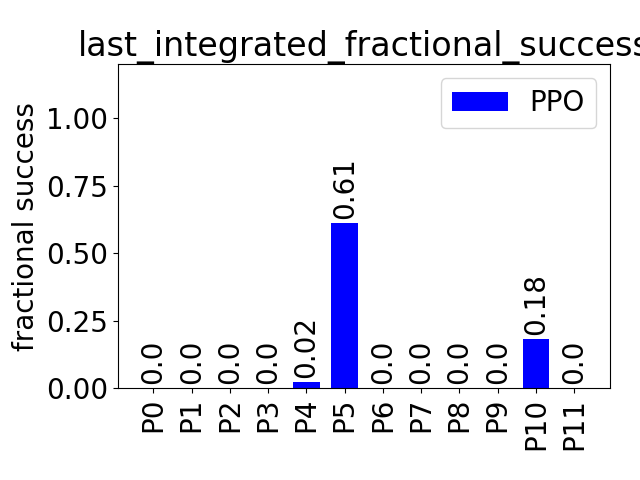 last_integrated_fractional_success
PPO
fractional success
1.00
0.75
0.50
0.25
0.00
0.0
0.0
0.0
0.0
0.02
0.61
0.0
0.0
0.0
0.0
0.18
0.0
P0
P1
P2
P3
P4
P5
P6
P7
P8
P9
P10
P11